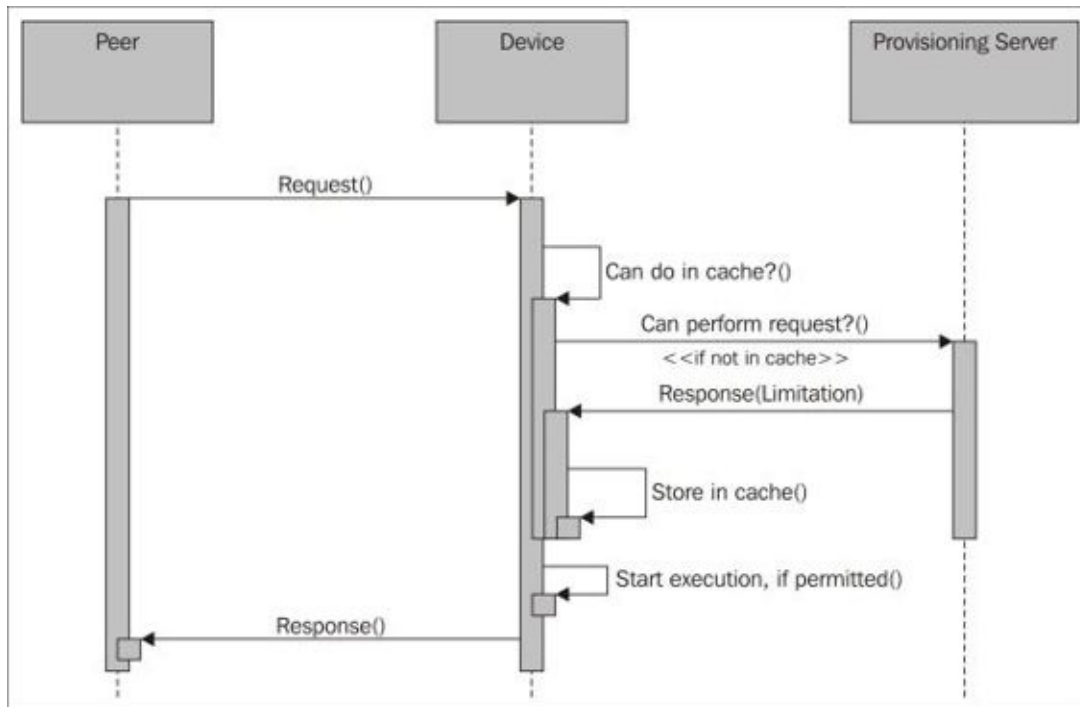 Peer
Device
Provisioning Server
Request()
Can do in cache?()
Can perform request?()
<<if not in cache>>
Response(Limitation)
Store in cache()
Start execution, if permitted()
Response()